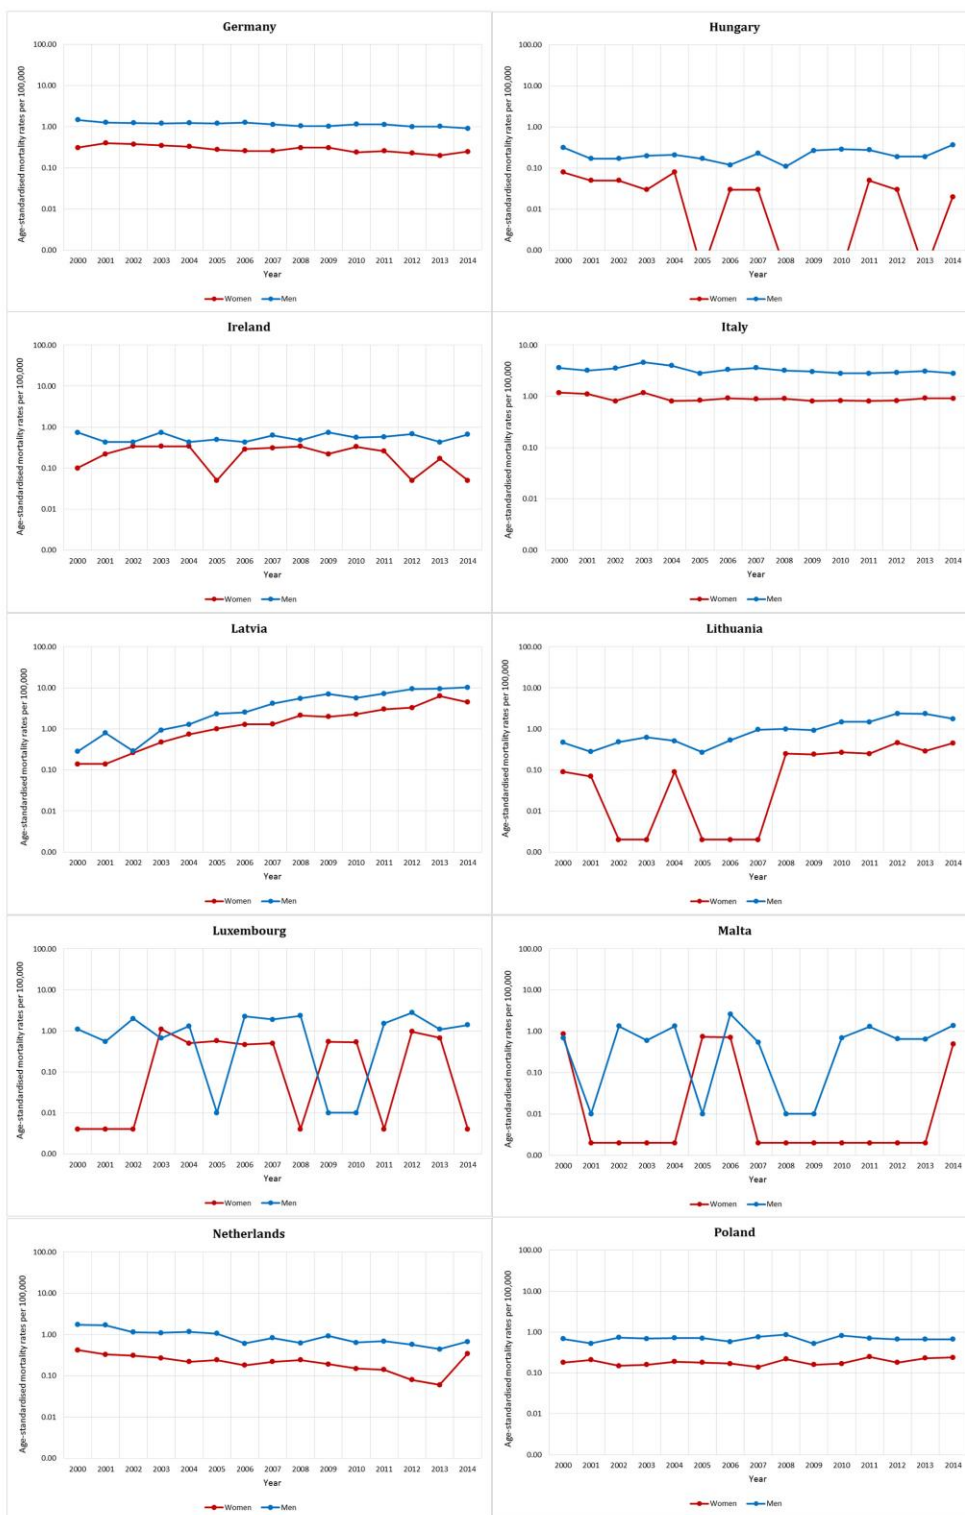 Germany
Age-standardised mortality rates per 100,000
100.00
10.00
1.00
0.10
0.01
0.00
2000 2001 2002 2003 2004 2005 2006 2007 2008 2009 2010 2011 2012 2013 2014
Year
Women Men
Hungary
Age-standardised mortality rates per 100,000
100.00
10.00
1.00
0.10
0.01
0.00
2000 2001 2002 2003 2004 2005 2006 2007 2008 2009 2010 2011 2012 2013 2014
Year
Women Men
Ireland
Age-standardised mortality rates per 100,000
100.00
10.00
1.00
0.10
0.01
0.00
2000 2001 2002 2003 2004 2005 2006 2007 2008 2009 2010 2011 2012 2013 2014
Year
Women Men
Italy
Age-standardised mortality rates per 100,000
10.00
1.00
0.10
0.01
0.00
2000 2001 2002 2003 2004 2005 2006 2007 2008 2009 2010 2011 2012 2013 2014
Year
Women Men
Latvia
Age-standardised mortality rates per 100,000
100.00
10.00
1.00
0.10
0.01
0.00
2000 2001 2002 2003 2004 2005 2006 2007 2008 2009 2010 2011 2012 2013 2014
Year
Women Men
Lithuania
Age-standardised mortality rates per 100,000
100.00
10.00
1.00
0.10
0.01
0.00
2000 2001 2002 2003 2004 2005 2006 2007 2008 2009 2010 2011 2012 2013 2014
Year
Women Men
Luxembourg
Age-standardised mortality rates per 100,000
100.00
10.00
1.00
0.10
0.01
0.00
2000 2001 2002 2003 2004 2005 2006 2007 2008 2009 2010 2011 2012 2013 2014
Year
Women Men
Malta
Age-standardised mortality rates per 100,000
100.00
10.00
1.00
0.10
0.01
0.00
2000 2001 2002 2003 2004 2005 2006 2007 2008 2009 2010 2011 2012 2013 2014
Year
Women Men
Netherlands
Age-standardised mortality rates per 100,000
100.00
10.00
1.00
0.10
0.01
0.00
2000 2001 2002 2003 2004 2005 2006 2007 2008 2009 2010 2011 2012 2013 2014
Year
Women Men
Poland
Age-standardised mortality rates per 100,000
100.00
10.00
1.00
0.10
0.01
0.00
2000 2001 2002 2003 2004 2005 2006 2007 2008 2009 2010 2011 2012 2013 2014
Year
Women Men